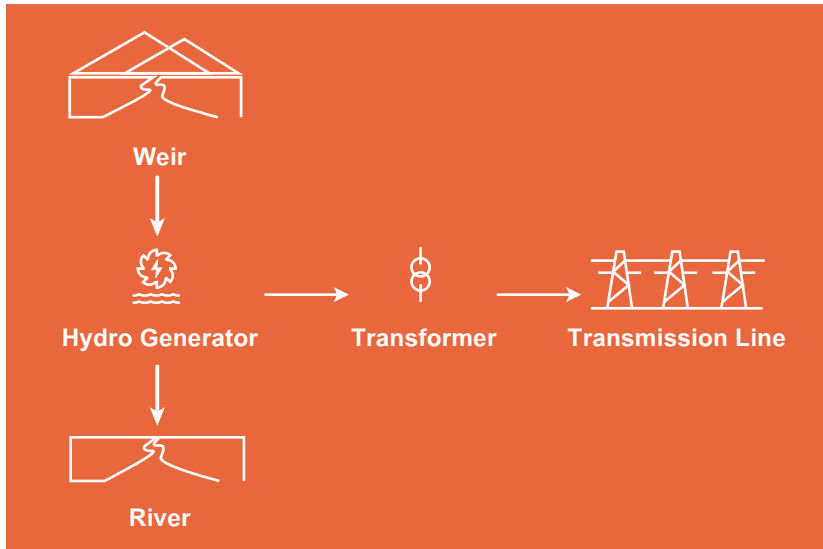 Weir
Hydro Generator
Transformer
Transmission Line
River